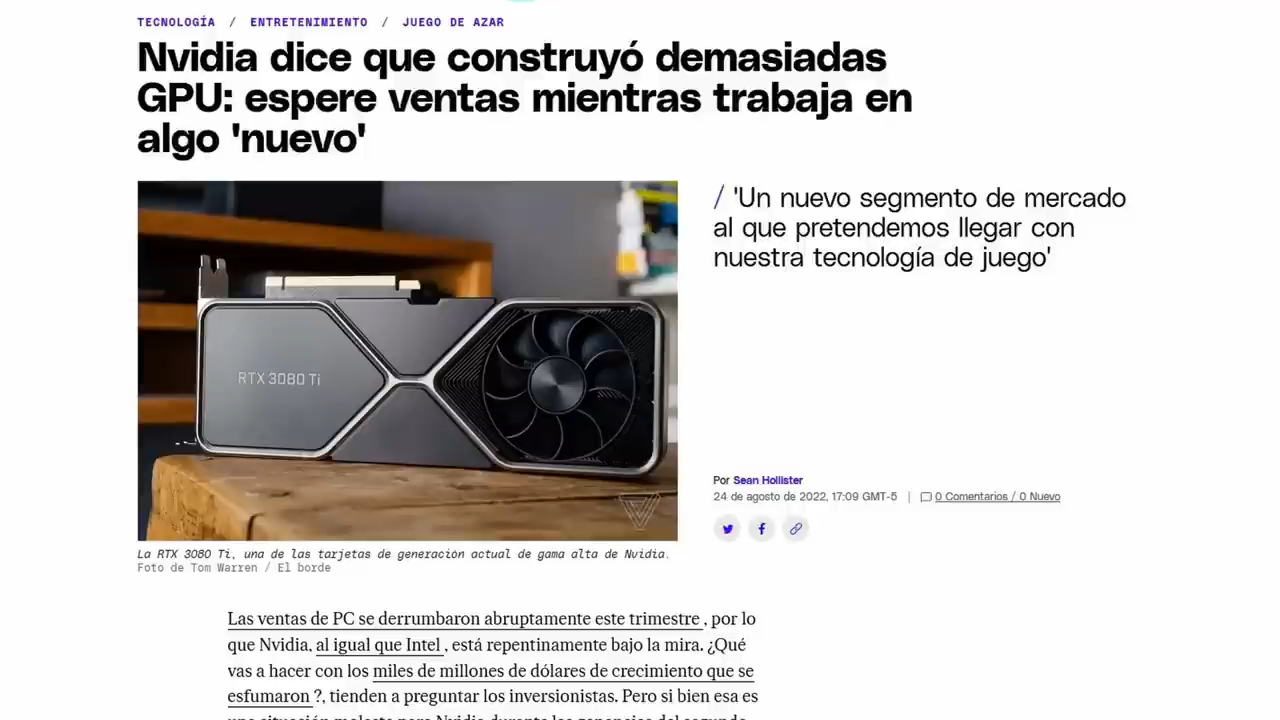 TECNOLOGÍA / ENTRETENIMIENTO / JUEGO DE AZAR
Nvidia dice que construyó demasiadas
GPU: espere ventas mientras trabaja en
algo 'nuevo'
/ 'Un nuevo segmento de mercado
al que pretendemos llegar con
nuestra tecnología de juego'
RTX 3080 Ti
Por Sean Hollister
24 de agosto de 2022, 17:09 GMT-5 | 0 Comentarios / 0 Nuevo
La RTX 3080 Ti, una de las tarjetas de generación actual de gama alta de Nvidia.
Foto de Tom Warren / El borde
Las ventas de PC se derrumbaron abruptamente este trimestre , por lo
que Nvidia, al igual que Intel , está repentinamente bajo la mira. ¿Qué
vas a hacer con los miles de millones de dólares de crecimiento que se
esfumaron ?, tienden a preguntar los inversionistas. Pero si bien esa es